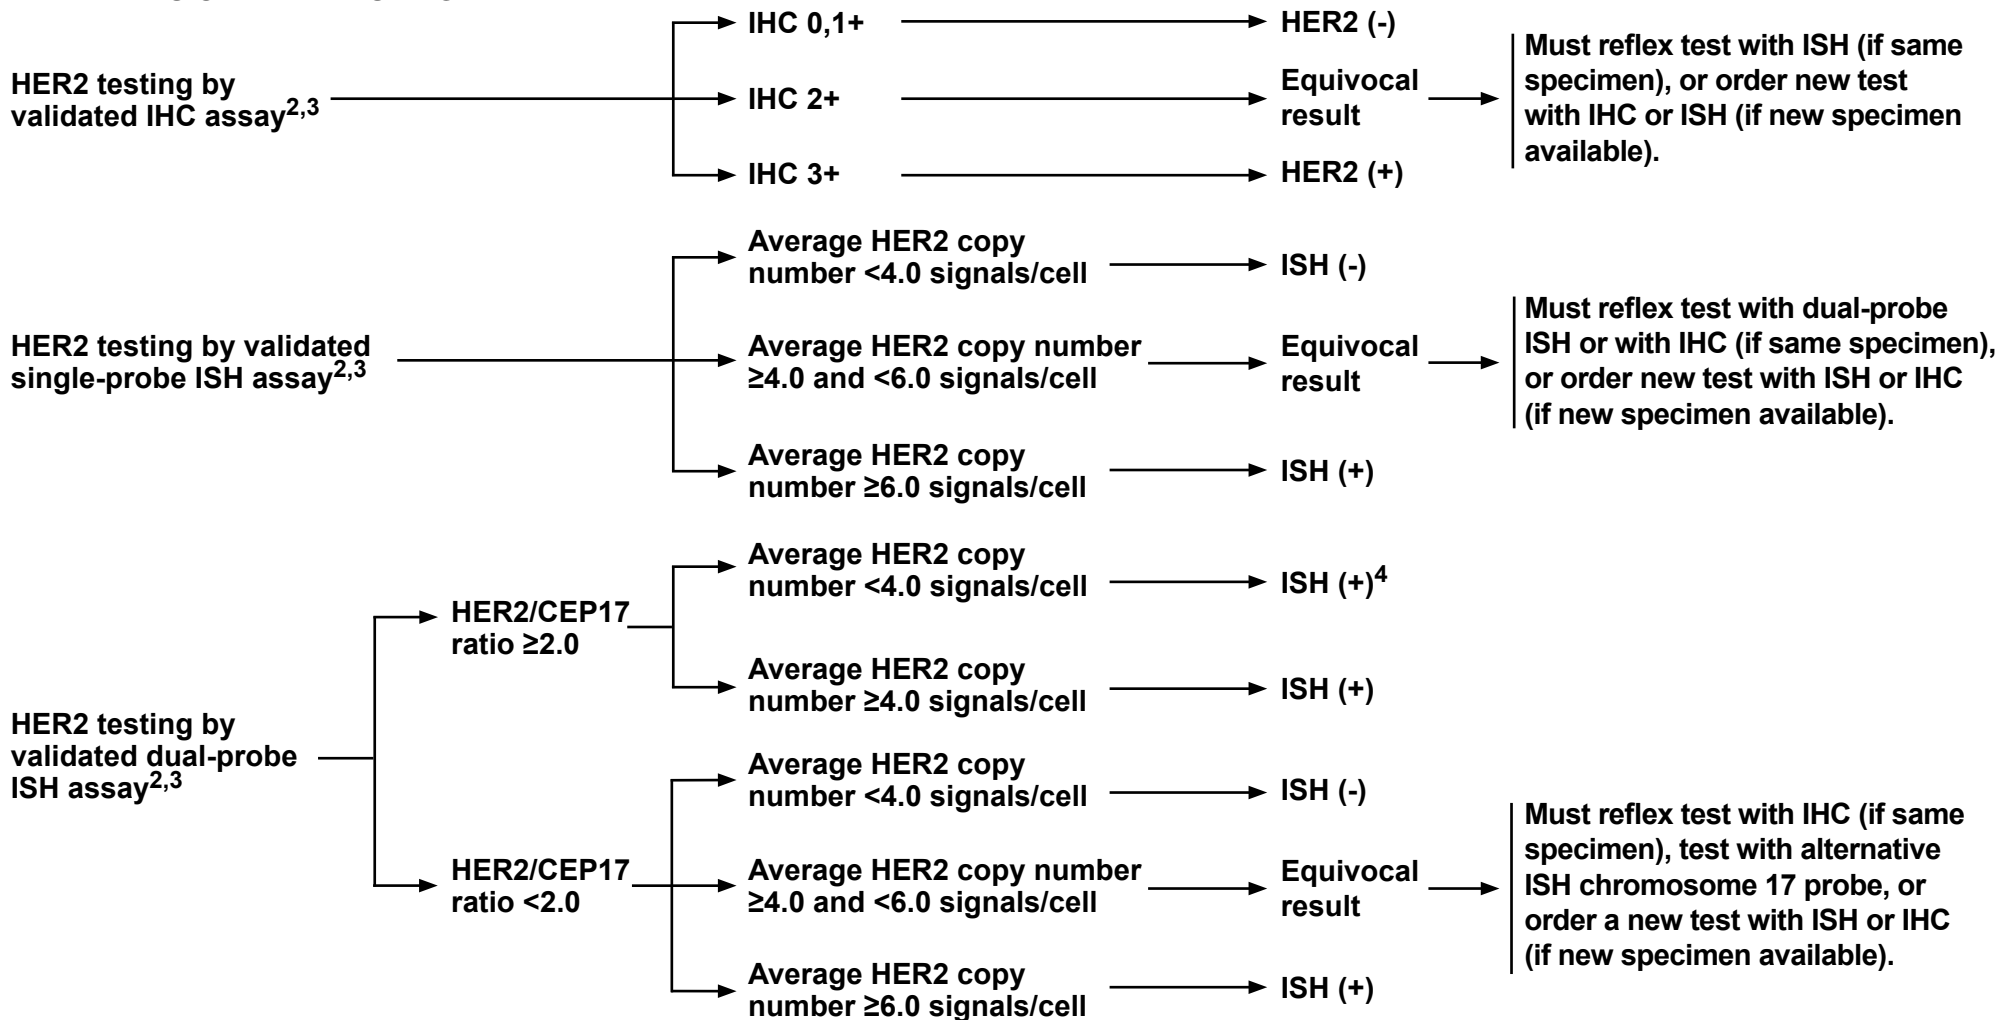 IHC 0,1+
HER2 (-)
HER2 testing by
validated IHC assay2,3
IHC 2+
Equivocal
result
Must reflex test with ISH (if same
specimen), or order new test
with IHC or ISH (if new specimen
available).
IHC 3+
HER2 (+)
HER2 testing by validated
single-probe ISH assay2,3
Average HER2 copy
number <4.0 signals/cell
ISH (-)
Average HER2 copy number
≥4.0 and <6.0 signals/cell
Equivocal
result
Must reflex test with dual-probe
ISH or with IHC (if same specimen),
or order new test with ISH or IHC
(if new specimen available).
Average HER2 copy
number ≥6.0 signals/cell
ISH (+)
HER2 testing by
validated dual-probe
ISH assay2,3
HER2/CEP17
ratio ≥2.0
Average HER2 copy
number <4.0 signals/cell
ISH (+)4
Average HER2 copy
number ≥4.0 signals/cell
ISH (+)
HER2/CEP17
ratio <2.0
Average HER2 copy
number <4.0 signals/cell
ISH (-)
Average HER2 copy number
≥4.0 and <6.0 signals/cell
Equivocal
result
Must reflex test with IHC (if same
specimen), test with alternative
ISH chromosome 17 probe, or
order a new test with ISH or IHC
(if new specimen available).
Average HER2 copy
number ≥6.0 signals/cell
ISH (+)